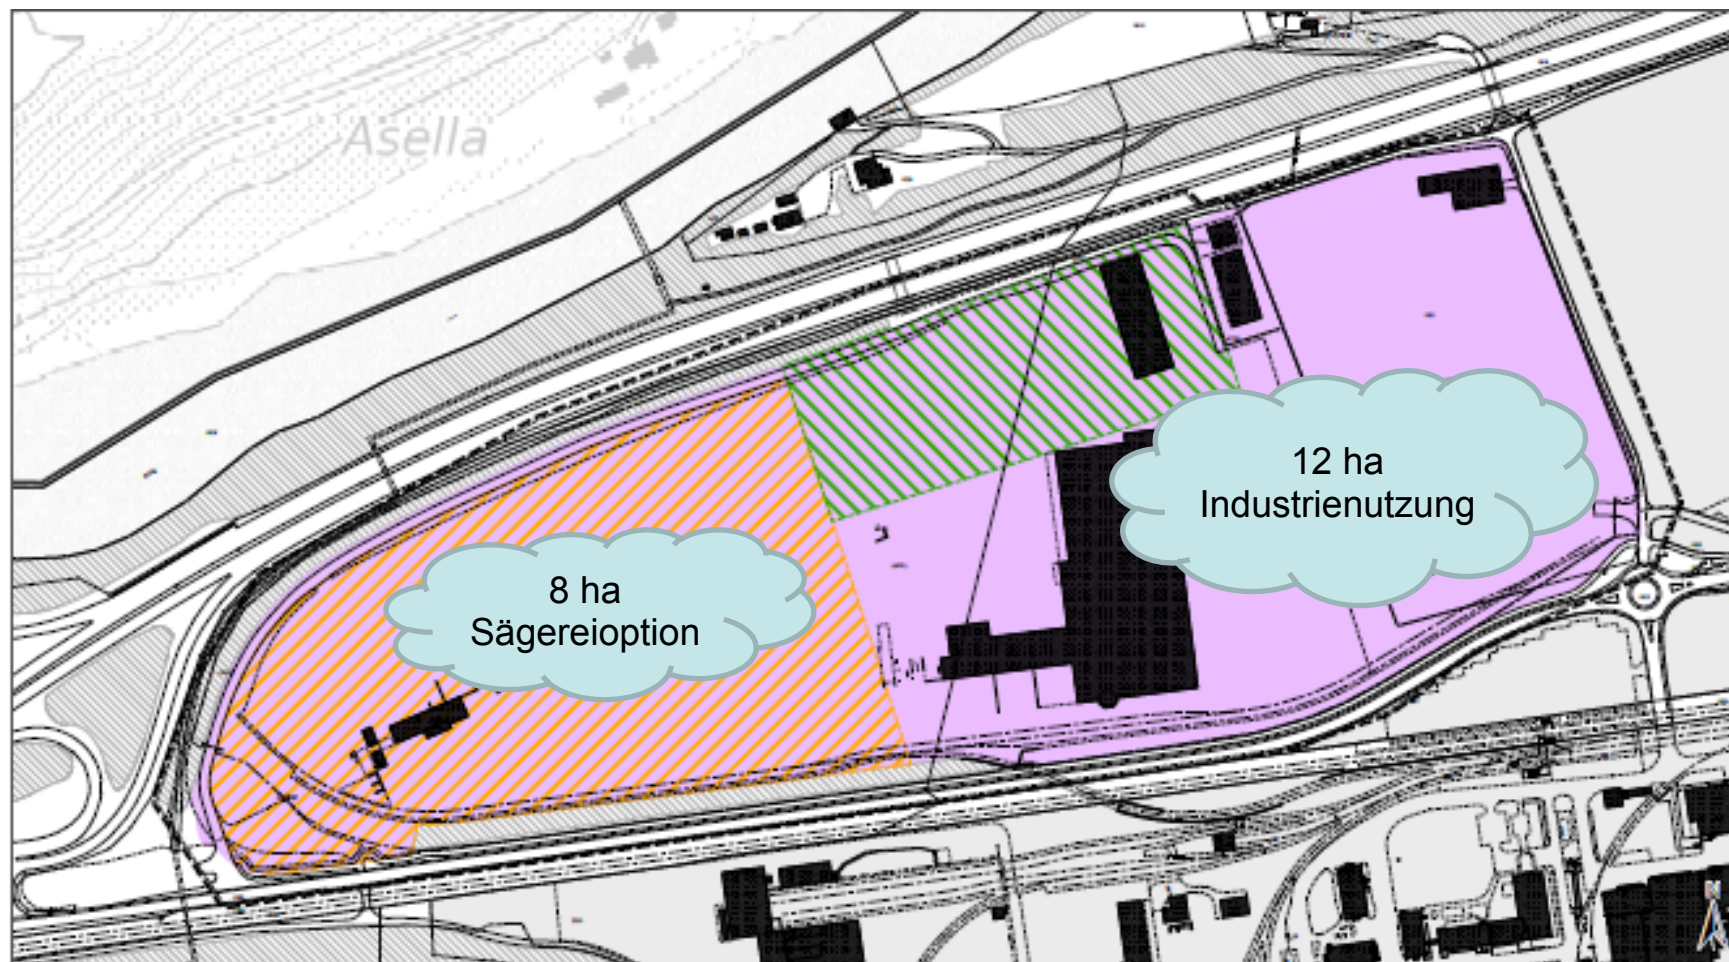 Asella
12 ha
Industrienutzung
8 ha
Sägereioption
N